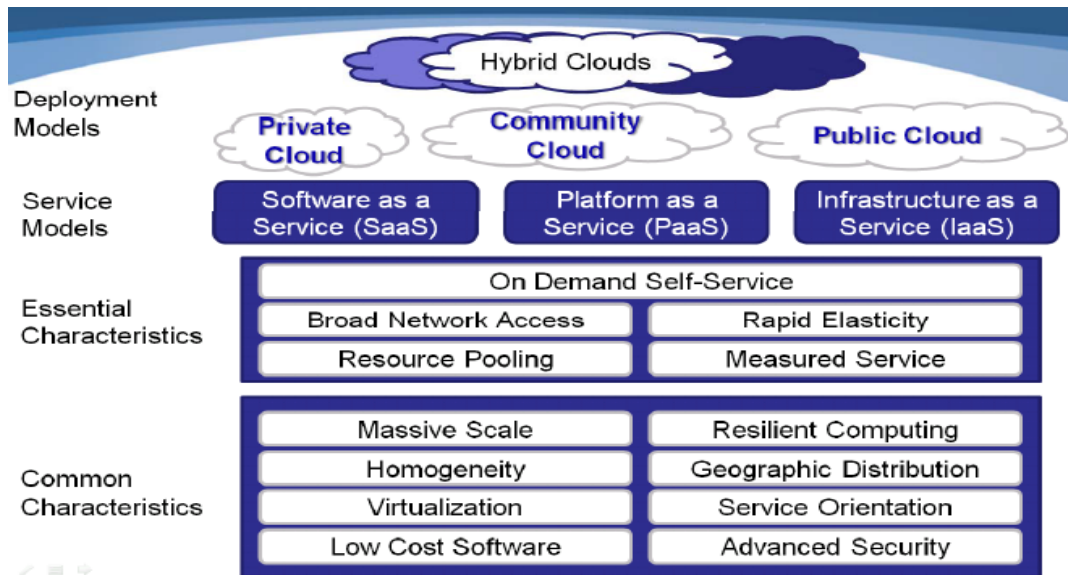 Hybrid Clouds
Deployment
Models
Private
Cloud
Community
Cloud
Public Cloud
Service
Models
Software as a
Service (SaaS)
Platform as a
Service (PaaS)
Infrastructure as a
Service (IaaS)
Essential
Characteristics
On Demand Self-Service
Broad Network Access
Rapid Elasticity
Resource Pooling
Measured Service
Common
Characteristics
Massive Scale
Resilient Computing
Homogeneity
Geographic Distribution
Virtualization
Service Orientation
Low Cost Software
Advanced Security